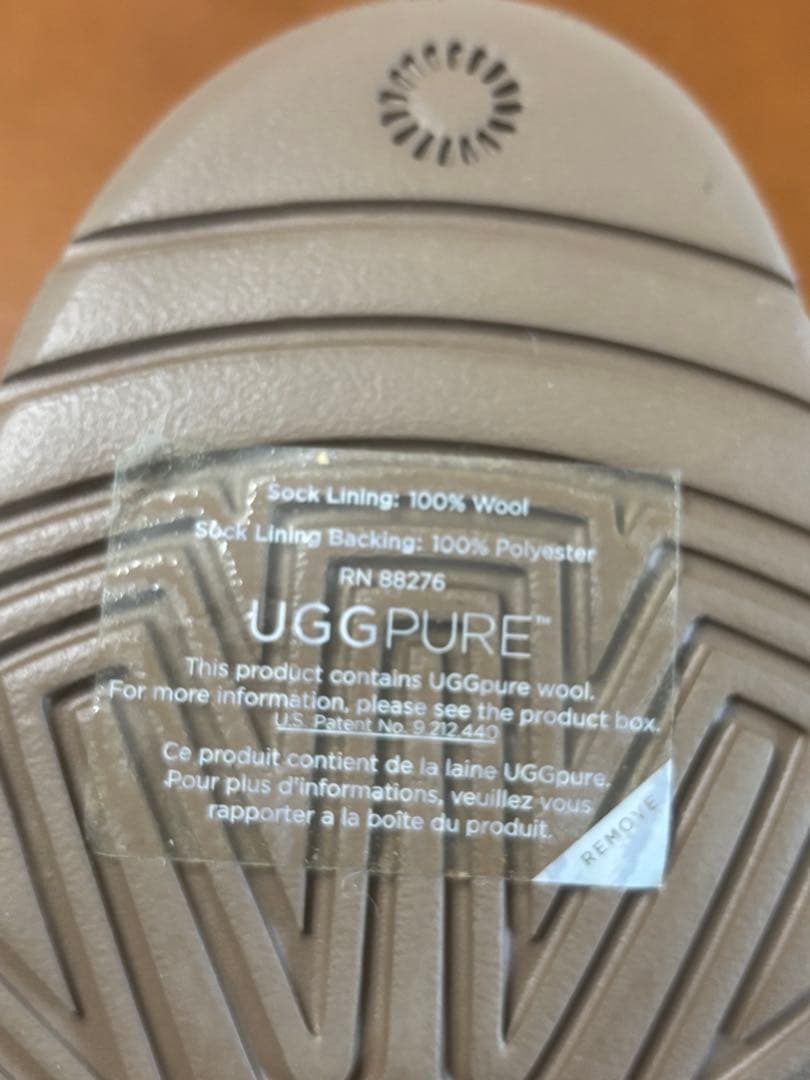 Sock Lining: 100% Wool
Sock Lining Backing: 100% Polyester
RN 88276
UGGPURE™
This product contains UGGpure wool.
For more information, please see the product box.
U.S. Patent No. 9 212 440
Ce produit contient de la laine UGGpure.
Pour plus d'informations, veuillez vous
rapporter a la boîte du produit.
REMOVE